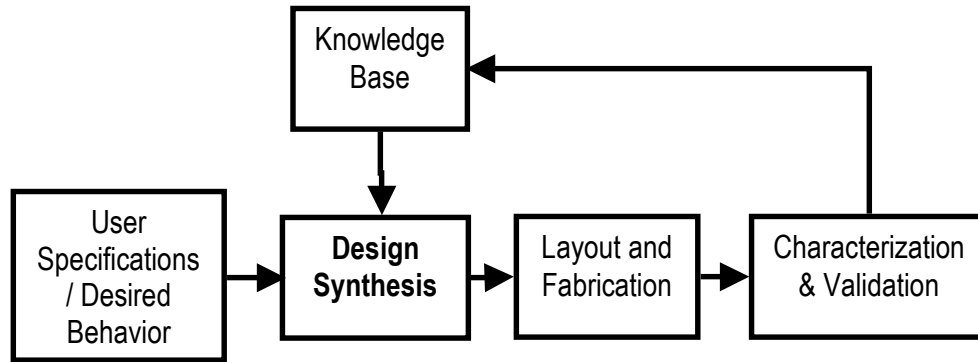 Knowledge
Base
User
Specifications
/ Desired
Behavior
Design
Synthesis
Layout and
Fabrication
Characterization
& Validation